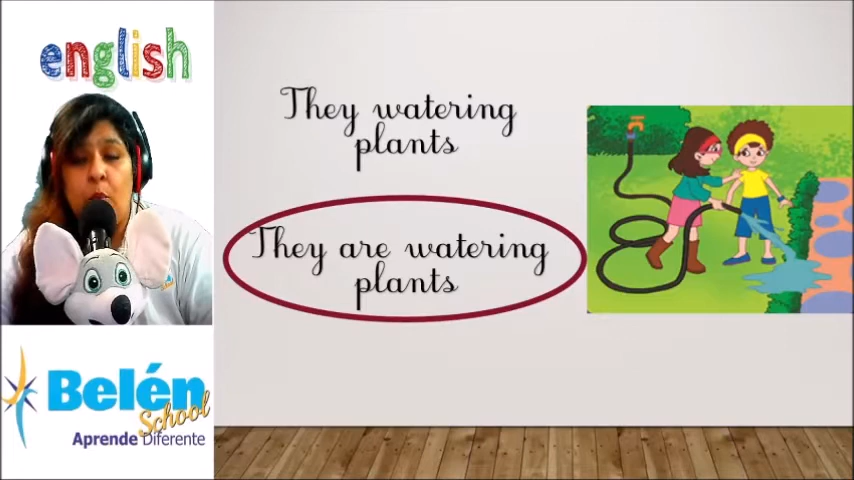 english
They watering
plants
They are watering
plants
Belén
School
Aprende Diferente